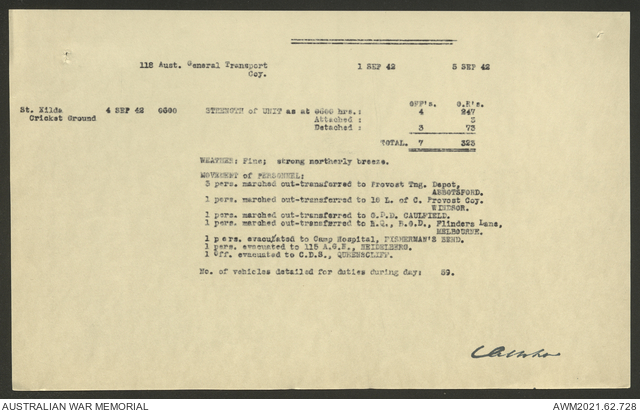 118 Aust. General Transport 1 SEP 42 5 SEP 42
Coy.
OFF's. O.R's.
St. Kilda 4 SEP 42 0600 STRENGTH of UNIT as at 0600 hrs.: 4 247
Cricket Ground Attached : 3
Detached : 3 73
TOTAL. 7 323
WEATHER: Fine; strong northerly breeze.
MOVEMENT of PERSONNEL:
3 pers. marched out-transferred to Provost Tng. Depot,
ABBOTSFORD.
1 pers. marched out-transferred to 10 L. of C. Provost Coy.
WINDSOR.
1 pers. marched out-transferred to S.P.D. CAULFIELD.
1 pers. marched out-transferred to H.Q., R.G.D., Flinders Lane,
MELBOURNE.
1 pers. evacuated to Camp Hospital, FISHERMAN'S BEND.
1 pers. evacuated to 115 A.G.H., HEIDELBERG.
1 Off. evacuated to C.D.S., QUEENSCLIFF.
No. of vehicles detailed for duties during day: 59.
AUSTRALIAN WAR MEMORIAL AWM2021.62.728